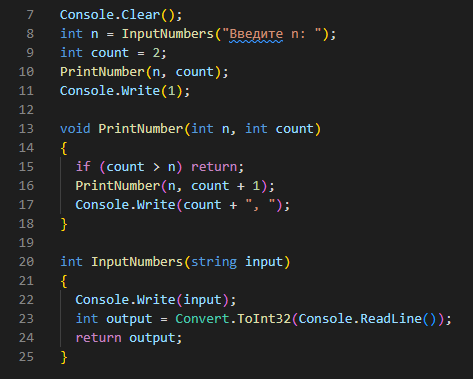 7 Console.Clear();
8 int n = InputNumbers("Введите n: ");
9 int count = 2;
10 PrintNumber(n, count);
11 Console.Write(1);
12
13 void PrintNumber(int n, int count)
14 {
15   if (count > n) return;
16   PrintNumber(n, count + 1);
17   Console.Write(count + ", ");
18 }
19
20 int InputNumbers(string input)
21 {
22   Console.Write(input);
23   int output = Convert.ToInt32(Console.ReadLine());
24   return output;
25 }